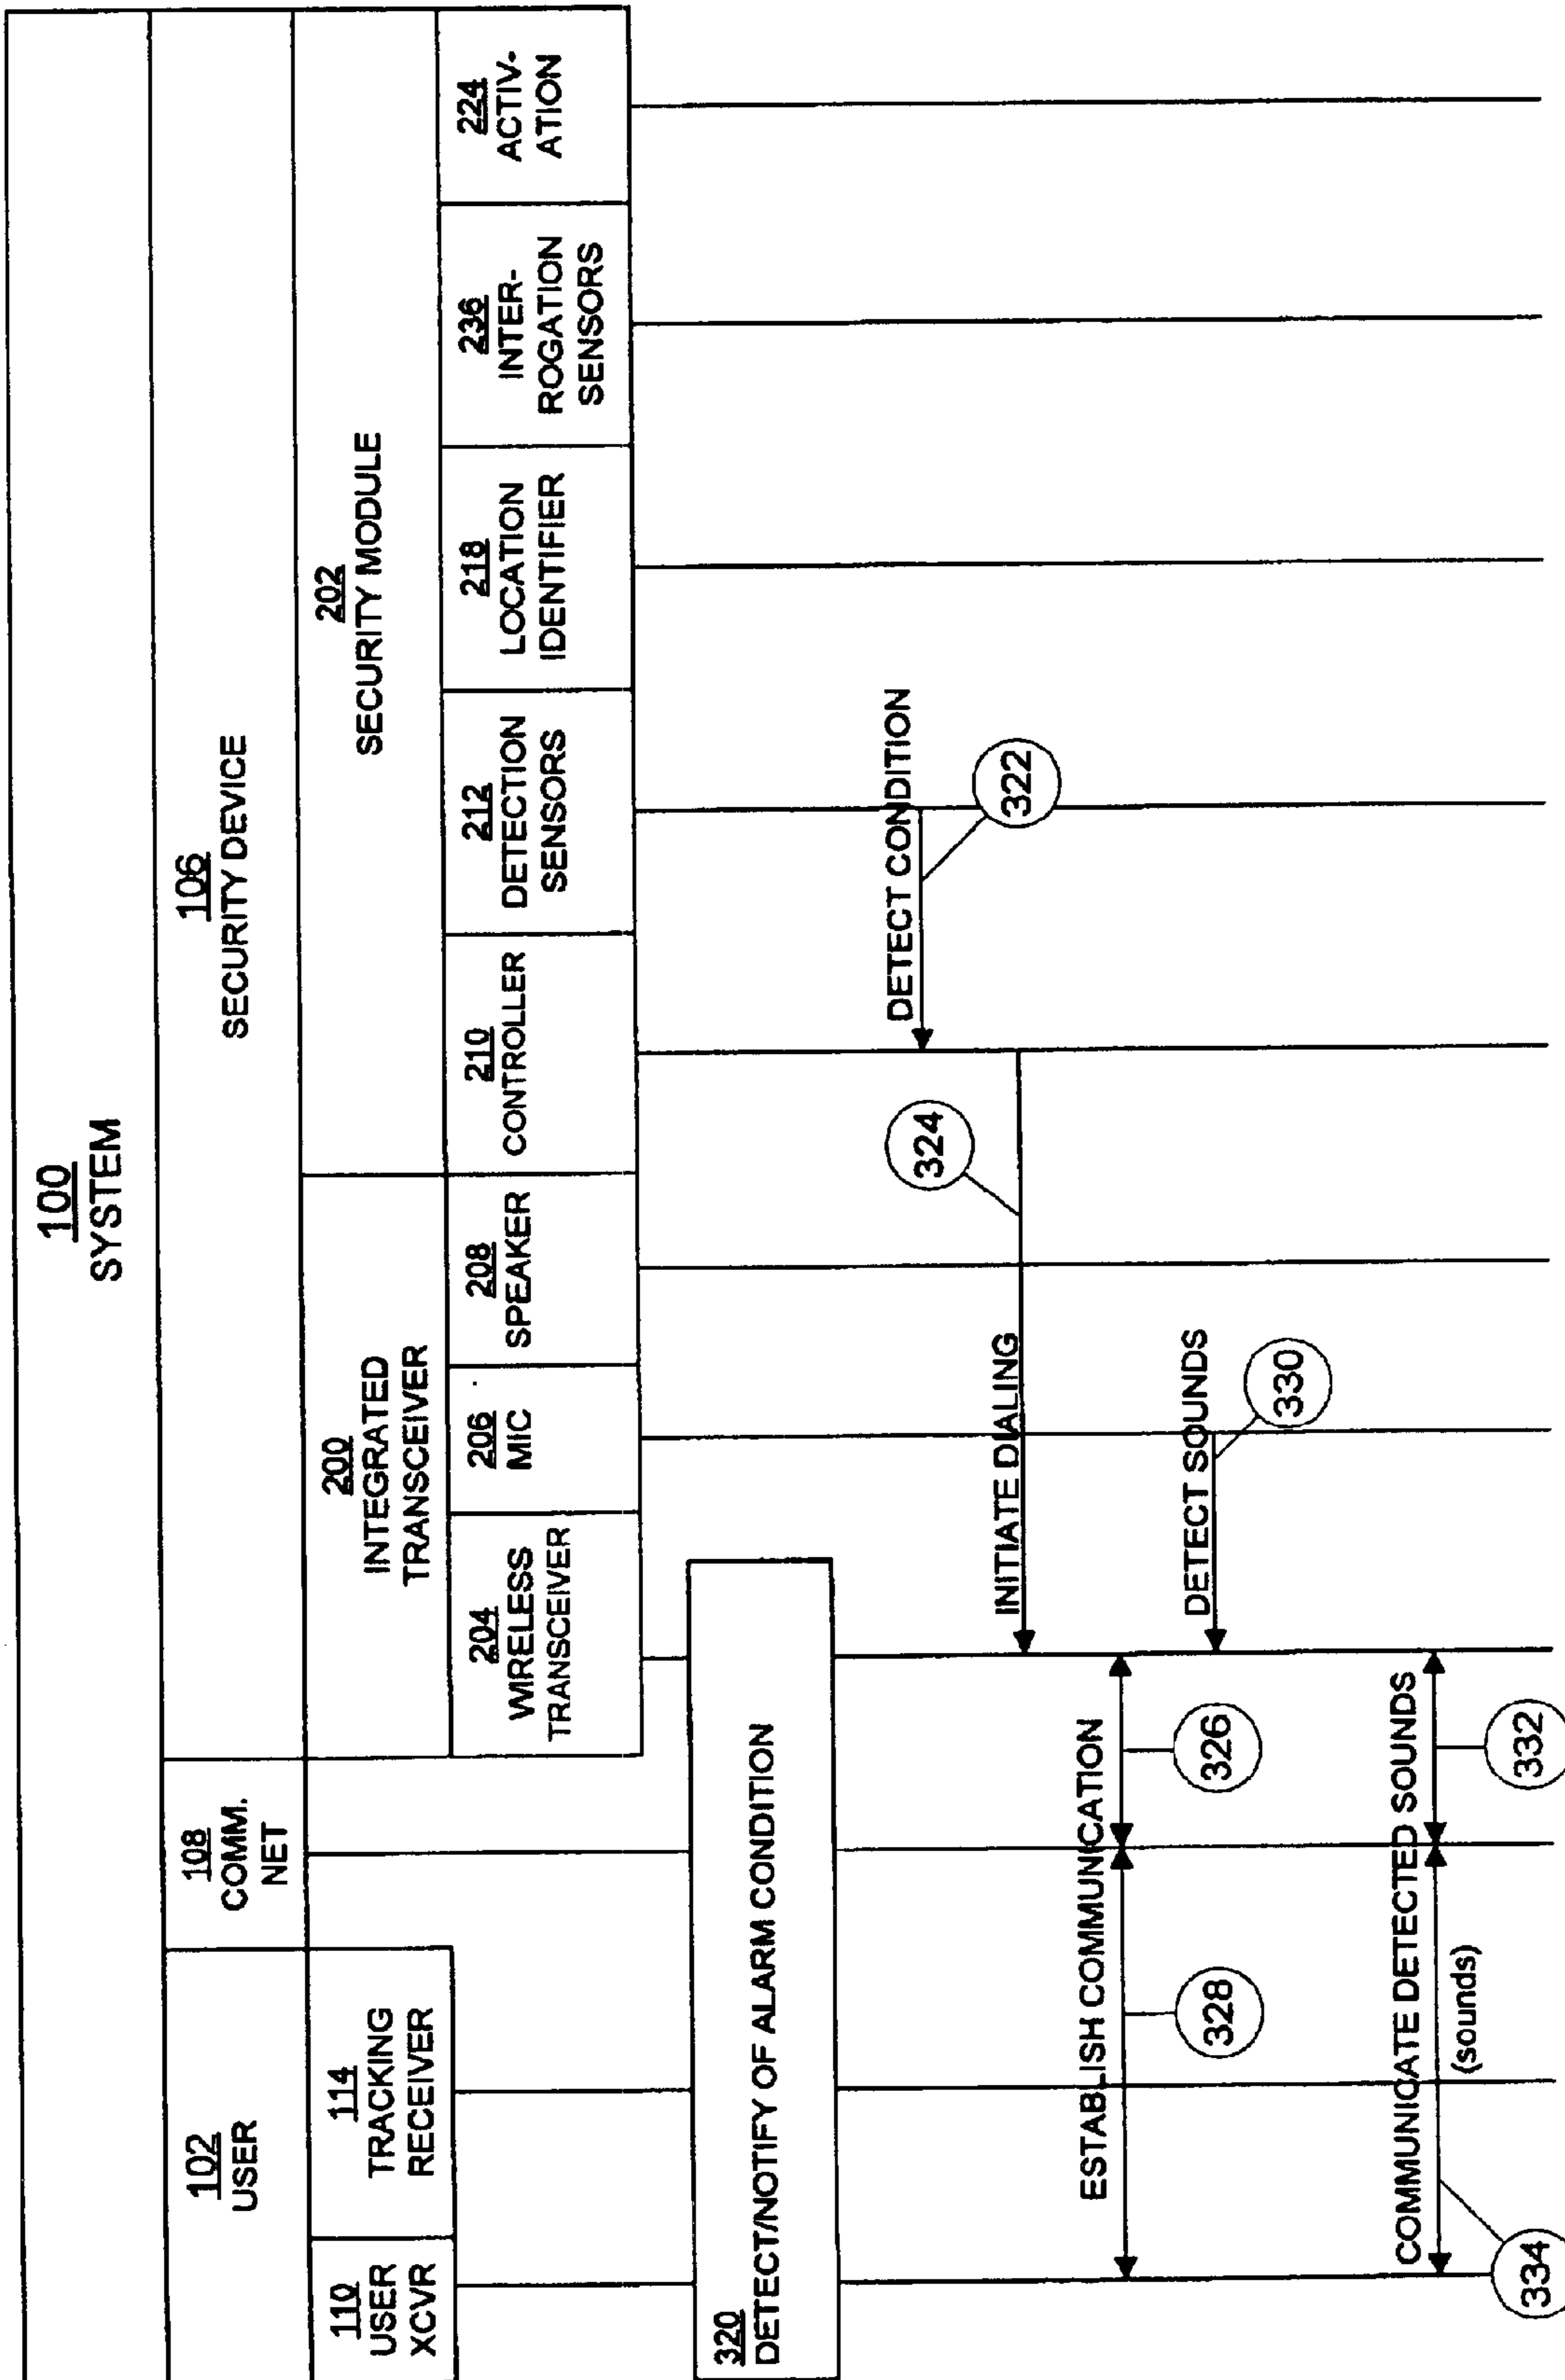 100
SYSTEM
102
USER
108
COMM.
NET
106
SECURITY DEVICE
110
USER
XCVR
114
TRACKING
RECEIVER
200
INTEGRATED
TRANSCEIVER
202
SECURITY MODULE
204
WIRELESS
TRANSCEIVER
206
MIC
208
SPEAKER
210
CONTROLLER
212
DETECTION
SENSORS
218
LOCATION
IDENTIFIER
236
INTER-
ROGATION
SENSORS
224
ACTIV-
ATION
320
DETECT/NOTIFY OF ALARM CONDITION
DETECT CONDITION
322
324
INITIATE DIALING
ESTABLISH COMMUNICATION
328
326
DETECT SOUNDS
330
COMMUNICATE DETECTED SOUNDS
(sounds)
334
332